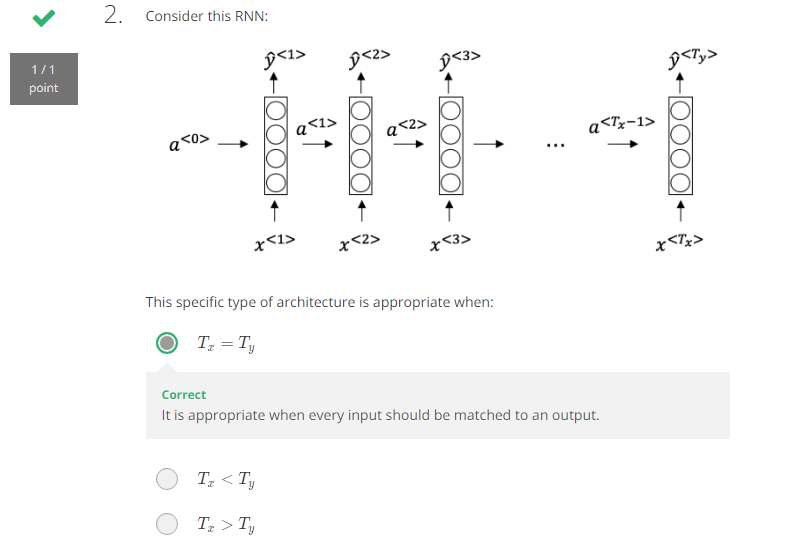 2. Consider this RNN:
1 / 1
point
ŷ<1> ŷ<2> ŷ<3> ŷ<Ty>
a<0> a<1> a<2> ... a<Tx−1>
x<1> x<2> x<3> x<Tx>
This specific type of architecture is appropriate when:
Tx = Ty
Correct
It is appropriate when every input should be matched to an output.
Tx < Ty
Tx > Ty